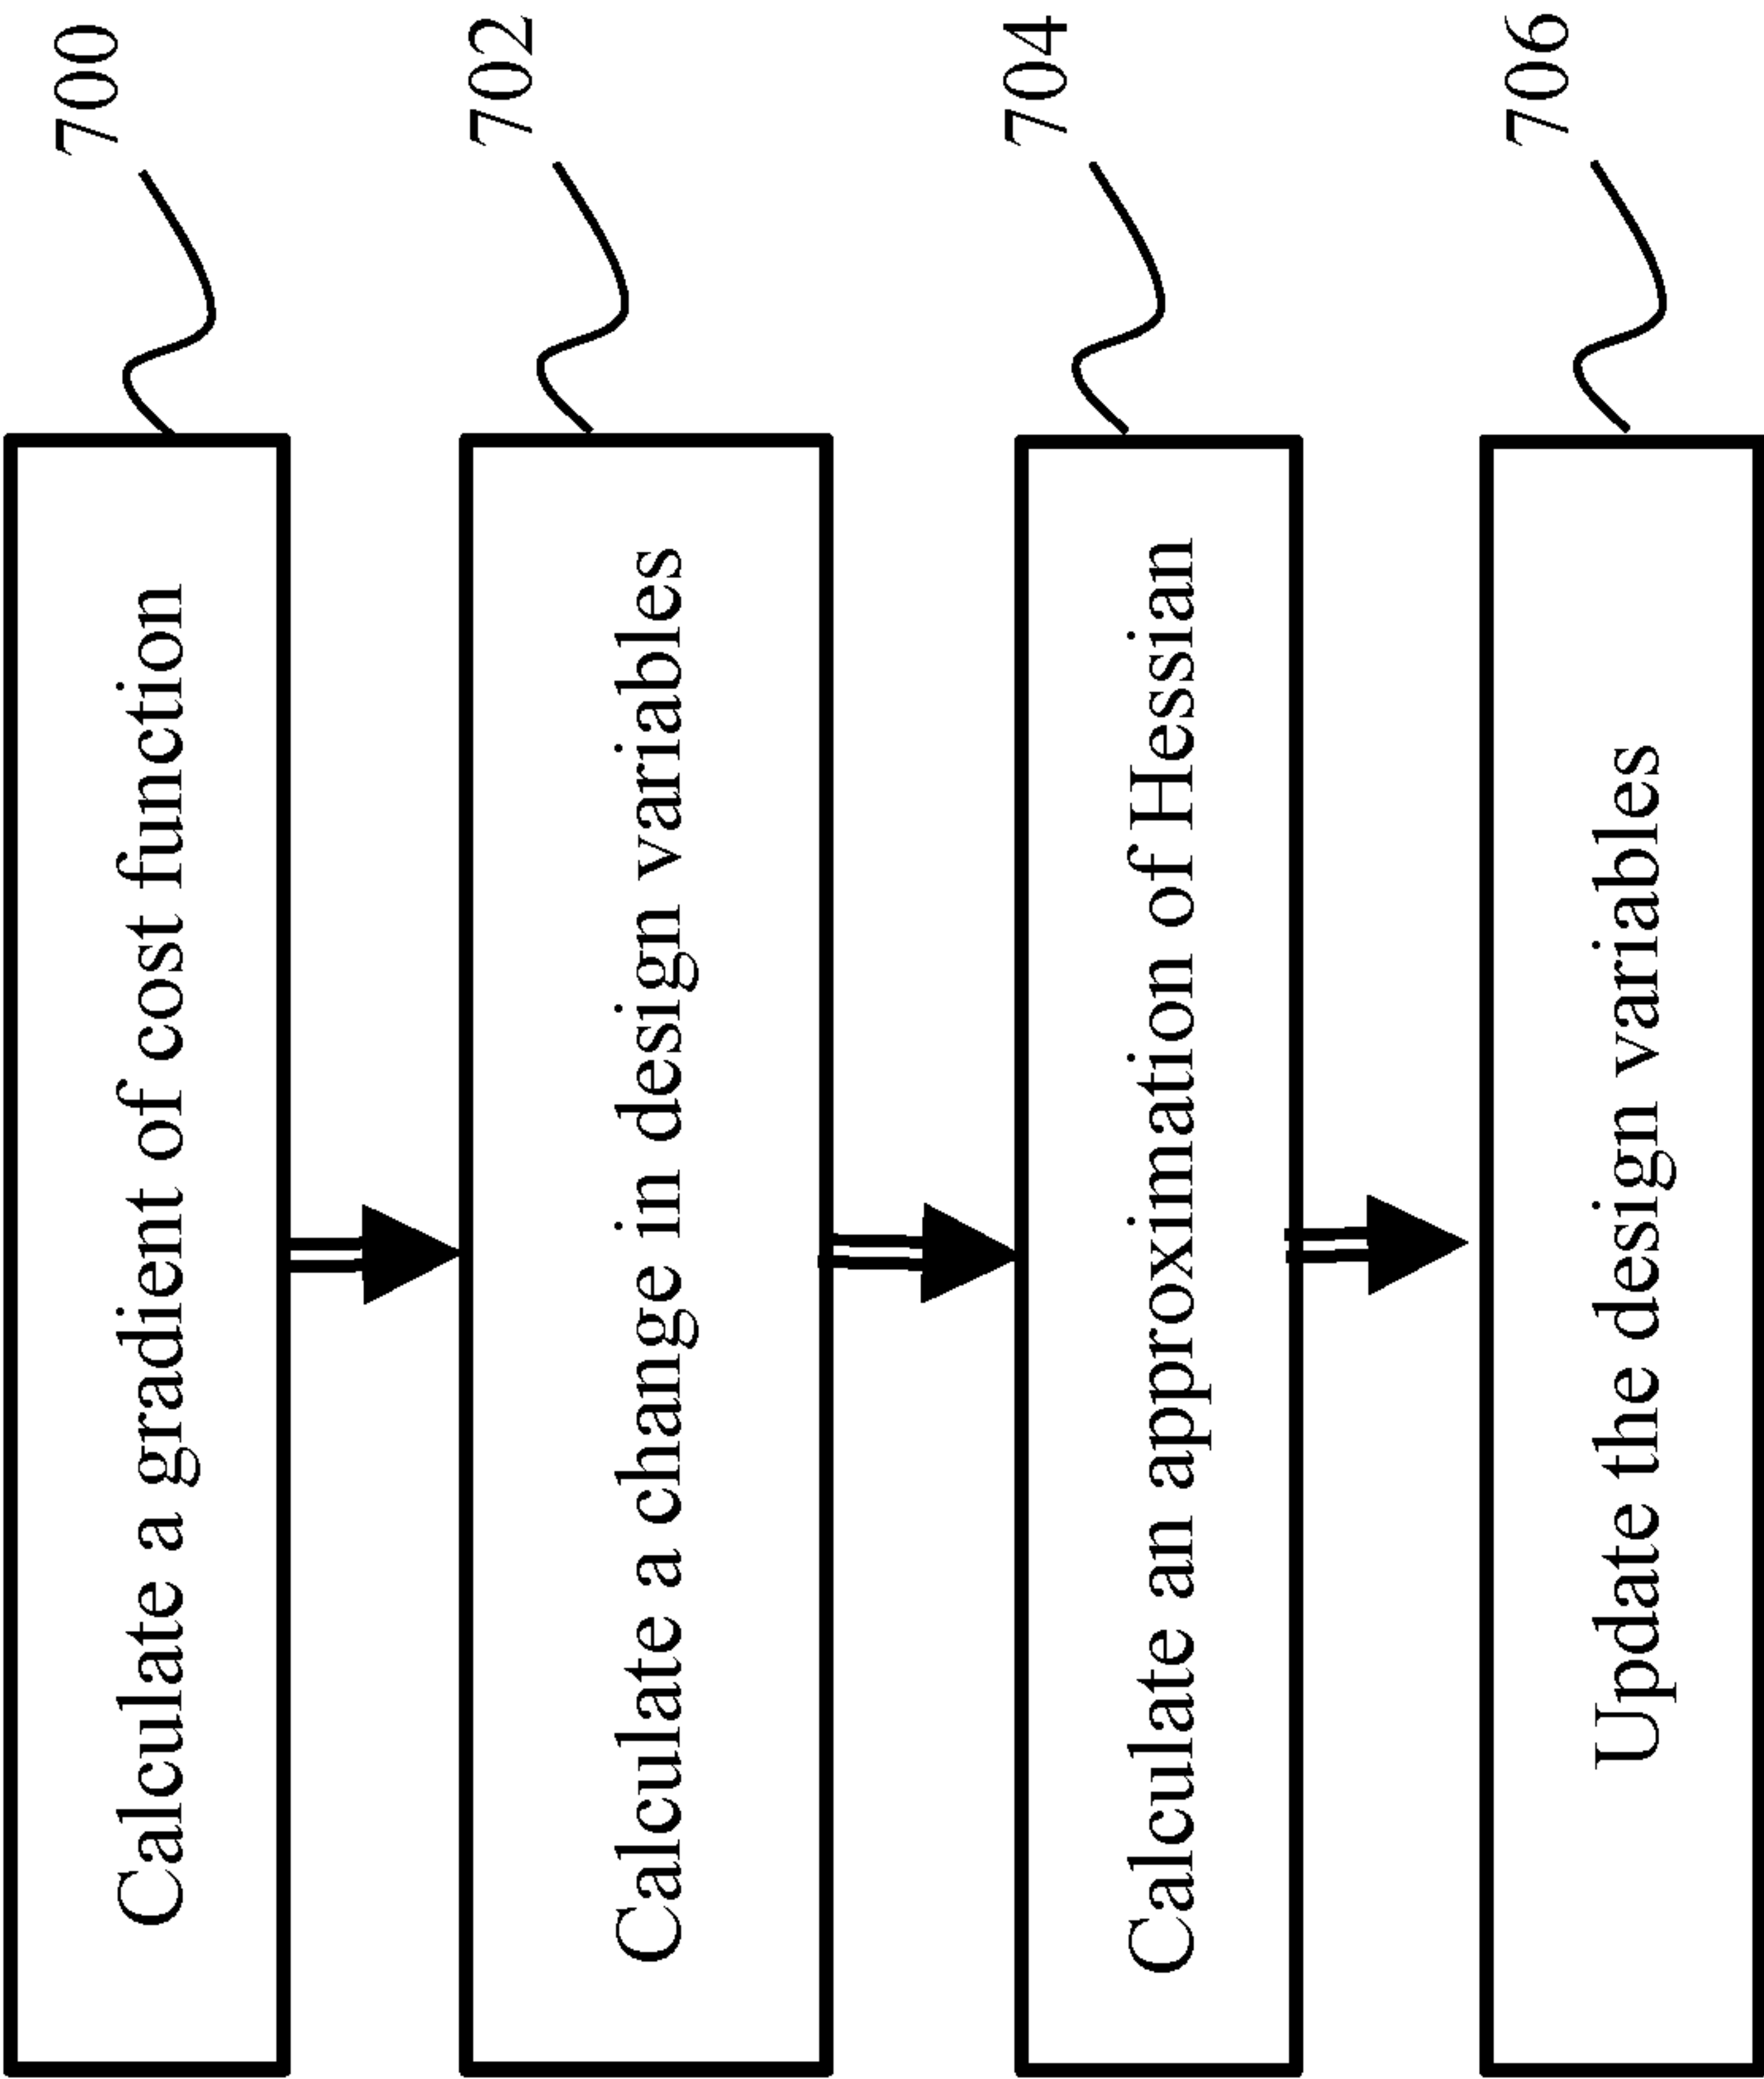 Calculate a gradient of cost function
700
Calculate a change in design variables
702
Calculate an approximation of Hessian
704
Update the design variables
706